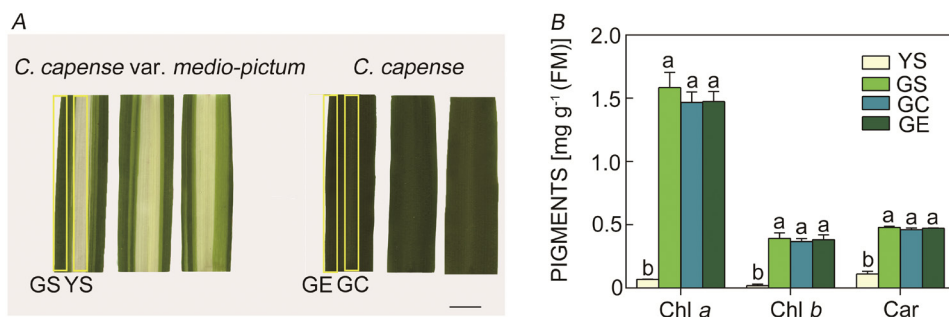 A
C. capense var. medio-pictum
C. capense
GS YS
GE GC
B
PIGMENTS [mg g⁻¹ (FM)]
2.0
1.5
1.0
0.5
0
YS
GS
GC
GE
a
a
a
b
a
a
a
b
a
a
a
b
Chl a
Chl b
Car